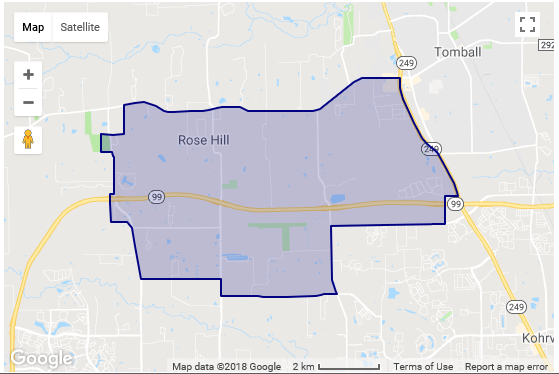 Map Satellite
Tomball
249
292
Rose Hill
249
99
99
249
Kohrv
Google
Map data ©2018 Google 2 km Terms of Use Report a map error